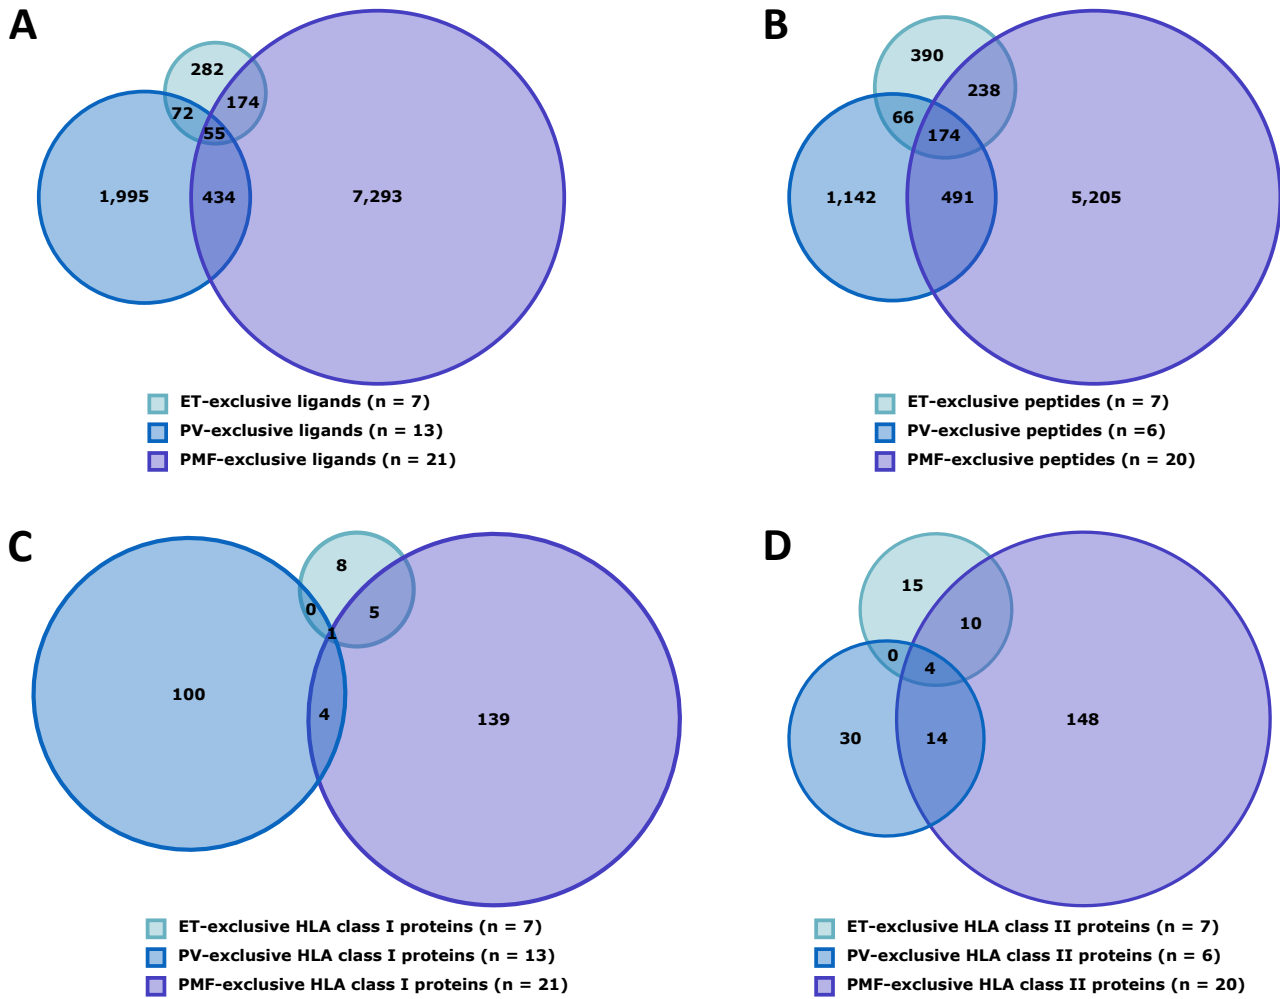 A
282
174
72
55
1,995
434
7,293
ET-exclusive ligands (n = 7)
PV-exclusive ligands (n = 13)
PMF-exclusive ligands (n = 21)
B
390
238
66
174
1,142
491
5,205
ET-exclusive peptides (n = 7)
PV-exclusive peptides (n =6)
PMF-exclusive peptides (n = 20)
C
8
0
5
1
100
4
139
ET-exclusive HLA class I proteins (n = 7)
PV-exclusive HLA class I proteins (n = 13)
PMF-exclusive HLA class I proteins (n = 21)
D
15
10
0
4
30
14
148
ET-exclusive HLA class II proteins (n = 7)
PV-exclusive HLA class II proteins (n = 6)
PMF-exclusive HLA class II proteins (n = 20)